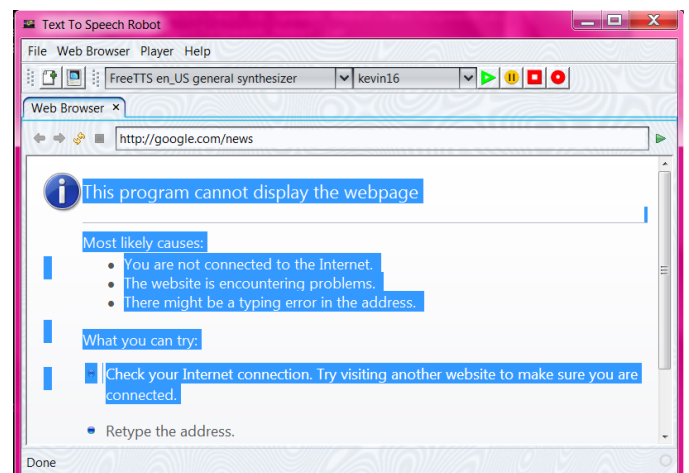 Text To Speech Robot
File Web Browser Player Help
FreeTTS en_US general synthesizer kevin16
Web Browser
http://google.com/news
This program cannot display the webpage
Most likely causes:
You are not connected to the Internet.
The website is encountering problems.
There might be a typing error in the address.
What you can try:
Check your Internet connection. Try visiting another website to make sure you are
connected.
Retype the address.
Done